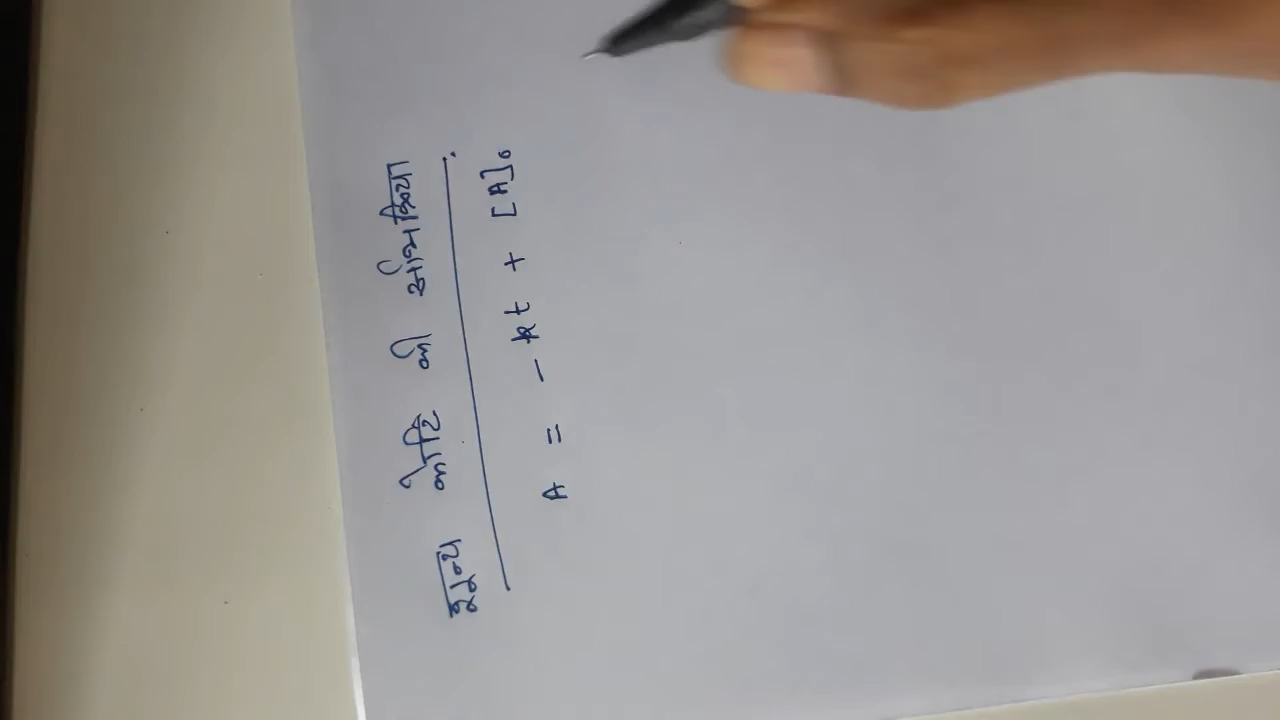 शून्य कोटि की अभिक्रिया
A = - kt + [A]₀